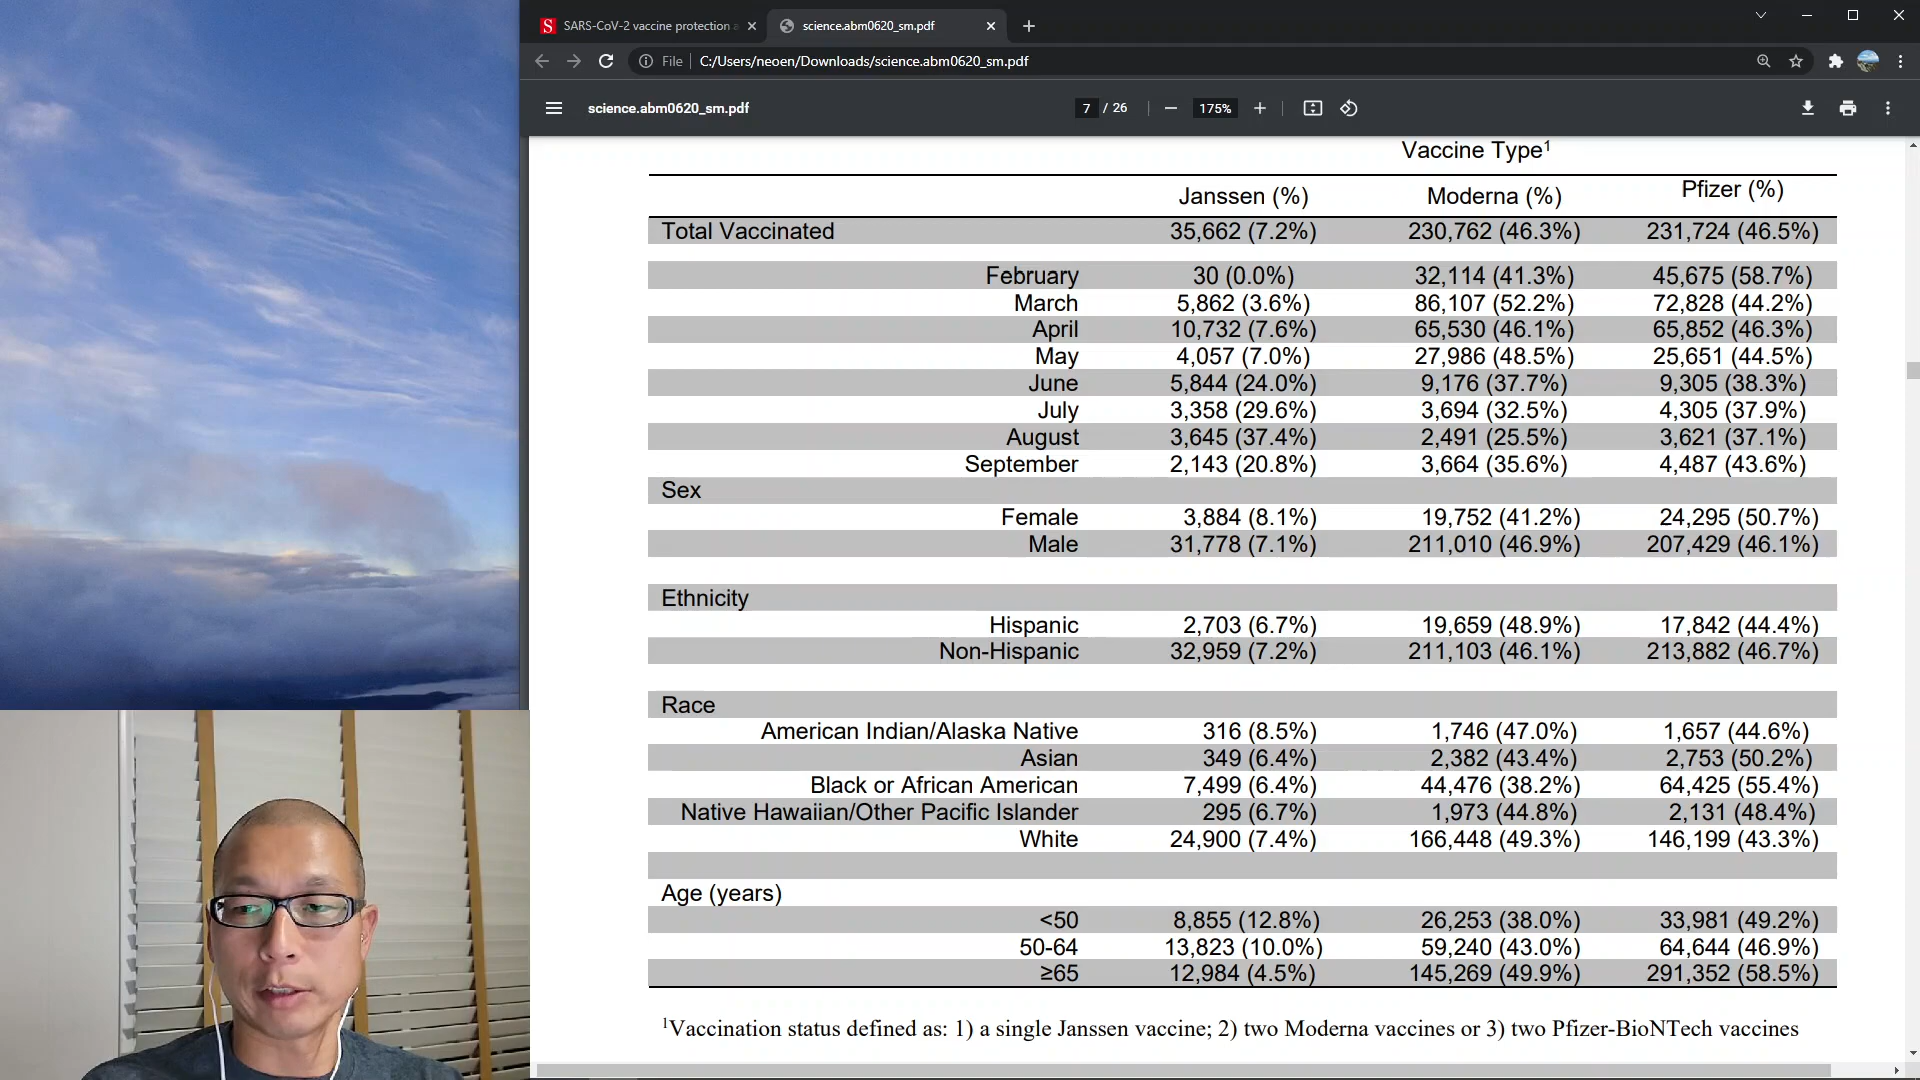 SARS-CoV-2 vaccine protection
science.abm0620_sm.pdf
File C:/Users/neoen/Downloads/science.abm0620_sm.pdf
science.abm0620_sm.pdf 7 / 26 175%
Vaccine Type1
Janssen (%) Moderna (%) Pfizer (%)
Total Vaccinated 35,662 (7.2%) 230,762 (46.3%) 231,724 (46.5%)
February 30 (0.0%) 32,114 (41.3%) 45,675 (58.7%)
March 5,862 (3.6%) 86,107 (52.2%) 72,828 (44.2%)
April 10,732 (7.6%) 65,530 (46.1%) 65,852 (46.3%)
May 4,057 (7.0%) 27,986 (48.5%) 25,651 (44.5%)
June 5,844 (24.0%) 9,176 (37.7%) 9,305 (38.3%)
July 3,358 (29.6%) 3,694 (32.5%) 4,305 (37.9%)
August 3,645 (37.4%) 2,491 (25.5%) 3,621 (37.1%)
September 2,143 (20.8%) 3,664 (35.6%) 4,487 (43.6%)
Sex
Female 3,884 (8.1%) 19,752 (41.2%) 24,295 (50.7%)
Male 31,778 (7.1%) 211,010 (46.9%) 207,429 (46.1%)
Ethnicity
Hispanic 2,703 (6.7%) 19,659 (48.9%) 17,842 (44.4%)
Non-Hispanic 32,959 (7.2%) 211,103 (46.1%) 213,882 (46.7%)
Race
American Indian/Alaska Native 316 (8.5%) 1,746 (47.0%) 1,657 (44.6%)
Asian 349 (6.4%) 2,382 (43.4%) 2,753 (50.2%)
Black or African American 7,499 (6.4%) 44,476 (38.2%) 64,425 (55.4%)
Native Hawaiian/Other Pacific Islander 295 (6.7%) 1,973 (44.8%) 2,131 (48.4%)
White 24,900 (7.4%) 166,448 (49.3%) 146,199 (43.3%)
Age (years)
<50 8,855 (12.8%) 26,253 (38.0%) 33,981 (49.2%)
50-64 13,823 (10.0%) 59,240 (43.0%) 64,644 (46.9%)
≥65 12,984 (4.5%) 145,269 (49.9%) 291,352 (58.5%)
1Vaccination status defined as: 1) a single Janssen vaccine; 2) two Moderna vaccines or 3) two Pfizer-BioNTech vaccines